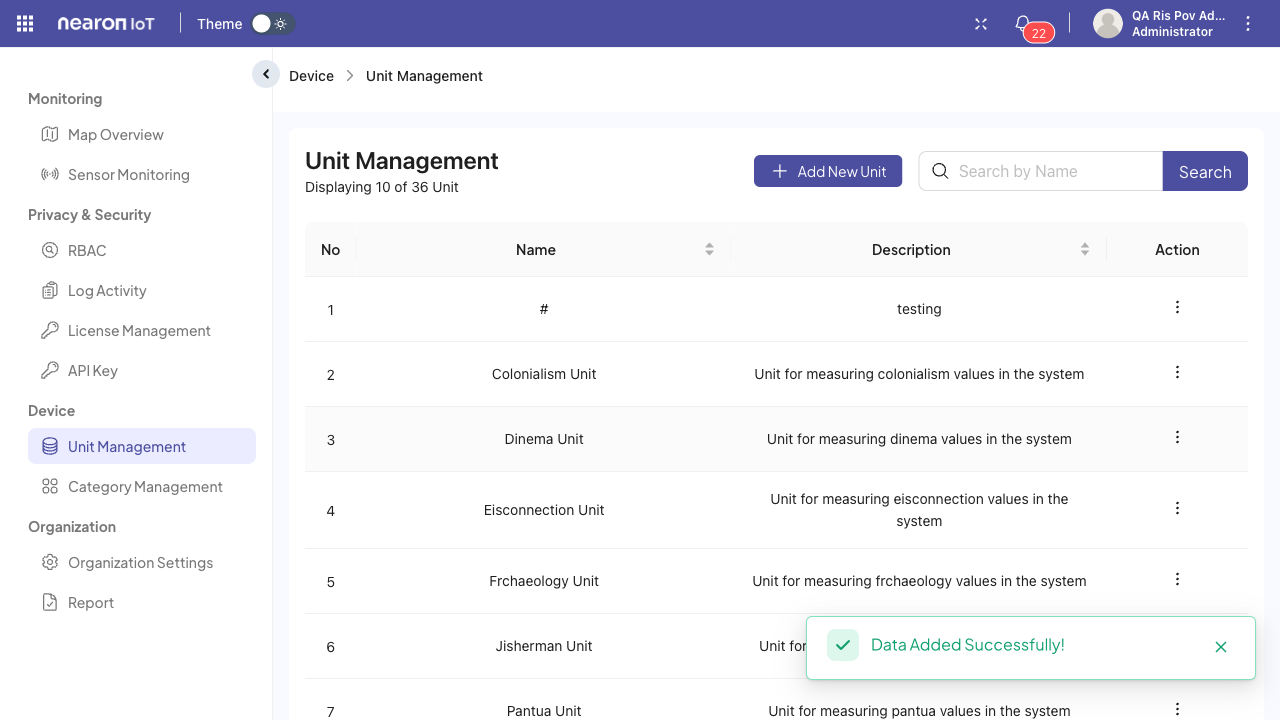 nearon IoT
Theme
22
QA Ris Pov Ad...
Administrator
Monitoring
Map Overview
Sensor Monitoring
Privacy & Security
RBAC
Log Activity
License Management
API Key
Device
Unit Management
Category Management
Organization
Organization Settings
Report
Device > Unit Management
Unit Management
Displaying 10 of 36 Unit
Add New Unit
Search by Name
Search
No Name Description Action
1 # testing
2 Colonialism Unit Unit for measuring colonialism values in the system
3 Dinema Unit Unit for measuring dinema values in the system
4 Eisconnection Unit Unit for measuring eisconnection values in the
system
5 Frchaeology Unit Unit for measuring frchaeology values in the system
6 Jisherman Unit Unit for
7 Pantua Unit Unit for measuring pantua values in the system
Data Added Successfully!